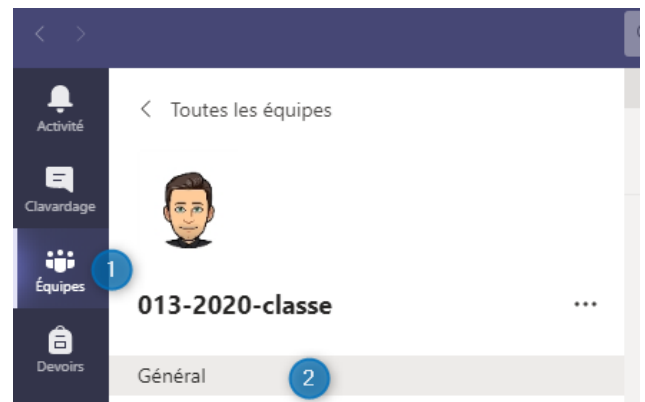 Activité
Clavardage
Équipes
1
Devoirs
Toutes les équipes
013-2020-classe
Général
2